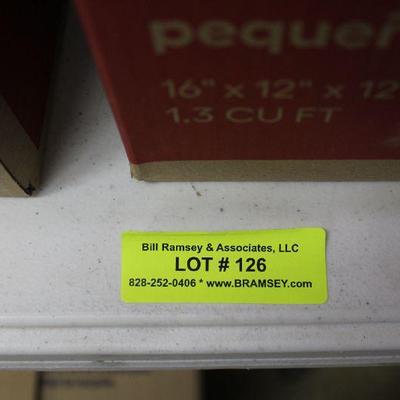 16" x 12" x 12
1.3 CU FT
Bill Ramsey & Associates, LLC
LOT # 126
828-252-0406 * www.BRAMSEY.com